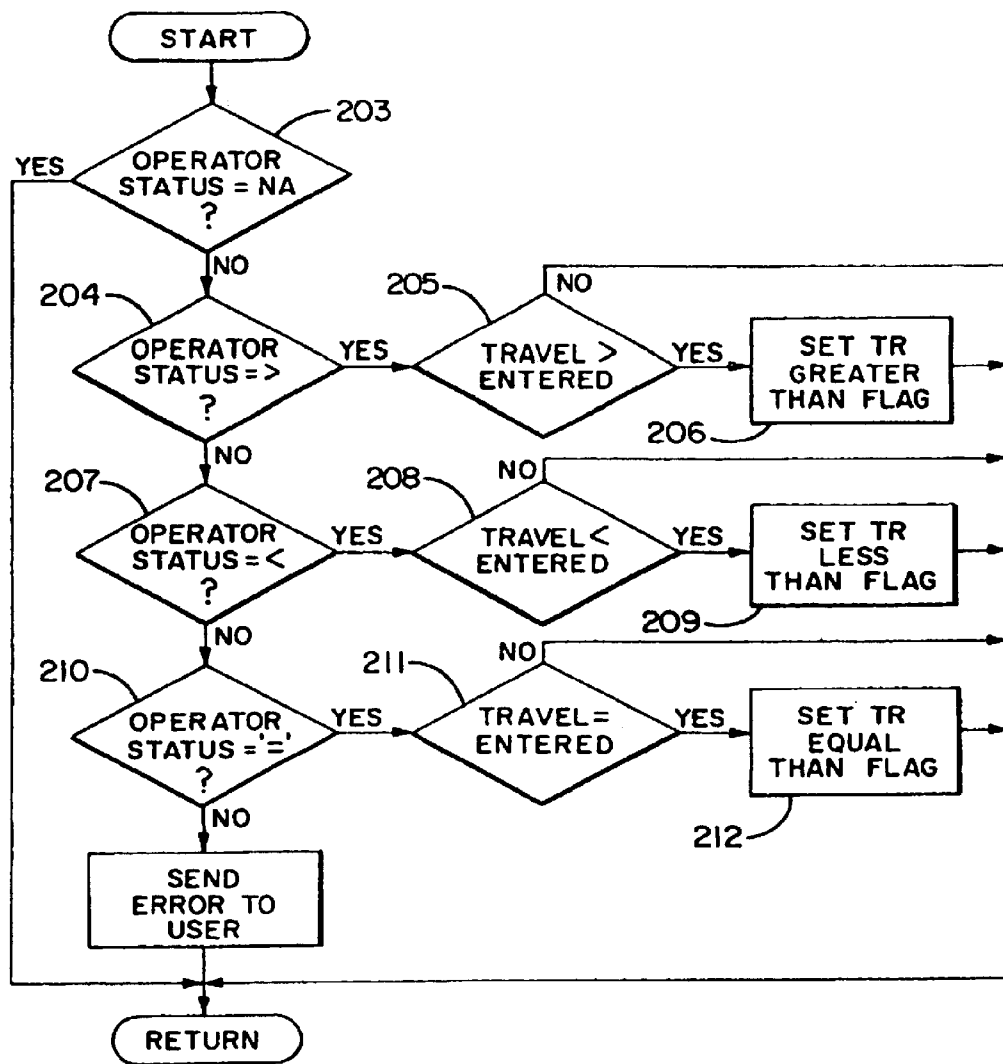 START
203
YES
OPERATOR
STATUS = NA
?
NO
204
OPERATOR
STATUS = >
?
YES
205
NO
TRAVEL >
ENTERED
YES
SET TR
GREATER
THAN FLAG
206
NO
207
OPERATOR
STATUS = <
?
YES
208
NO
TRAVEL <
ENTERED
YES
SET TR
LESS
THAN FLAG
209
NO
210
OPERATOR
STATUS = '='
?
YES
211
NO
TRAVEL =
ENTERED
YES
SET TR
EQUAL
THAN FLAG
212
NO
SEND
ERROR TO
USER
RETURN